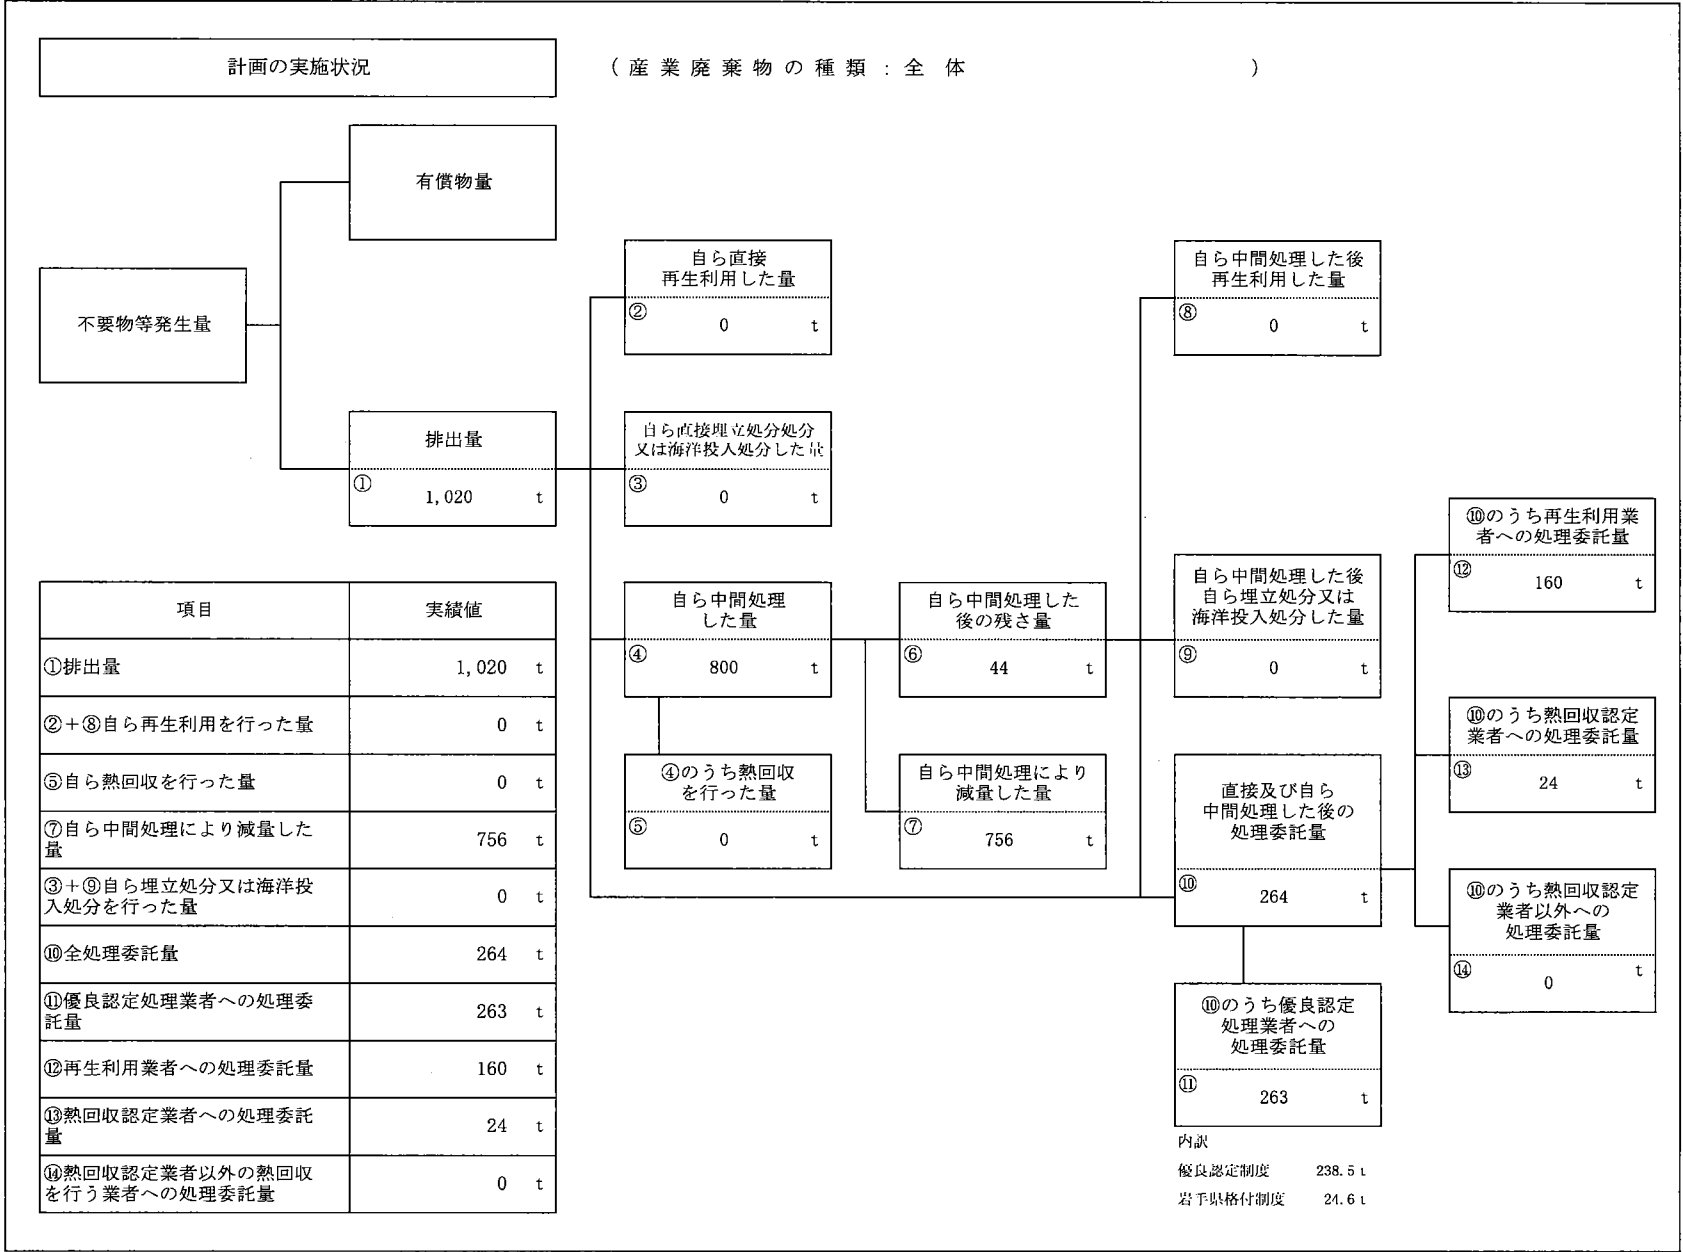 計画の実施状況
(産業廃棄物の種類:全 体 )
有償物量
不要物等発生量
排出量
① 1,020 t
自ら直接
再生利用した量
② 0 t
自ら直接埋立処分処分
又は海洋投入処分した量
③ 0 t
自ら中間処理
した量
④ 800 t
④のうち熱回収
を行った量
⑤ 0 t
自ら中間処理した
後の残さ量
⑥ 44 t
自ら中間処理により
減量した量
⑦ 756 t
自ら中間処理した後
再生利用した量
⑧ 0 t
自ら中間処理した後
自ら埋立処分又は
海洋投入処分した量
⑨ 0 t
直接及び自ら
中間処理した後の
処理委託量
⑩ 264 t
⑩のうち優良認定
処理業者への
処理委託量
⑪ 263 t
内訳
優良認定制度 238.5 t
岩手県格付制度 24.6 t
⑩のうち再生利用業
者への処理委託量
⑫ 160 t
⑩のうち熱回収認定
業者への処理委託量
⑬ 24 t
⑩のうち熱回収認定
業者以外への
処理委託量
⑭ 0 t
項目 実績値
①排出量 1,020 t
②+⑧自ら再生利用を行った量 0 t
⑤自ら熱回収を行った量 0 t
⑦自ら中間処理により減量した
量 756 t
③+⑨自ら埋立処分又は海洋投
入処分を行った量 0 t
⑩全処理委託量 264 t
⑪優良認定処理業者への処理委
託量 263 t
⑫再生利用業者への処理委託量 160 t
⑬熱回収認定業者への処理委託
量 24 t
⑭熱回収認定業者以外の熱回収
を行う業者への処理委託量 0 t